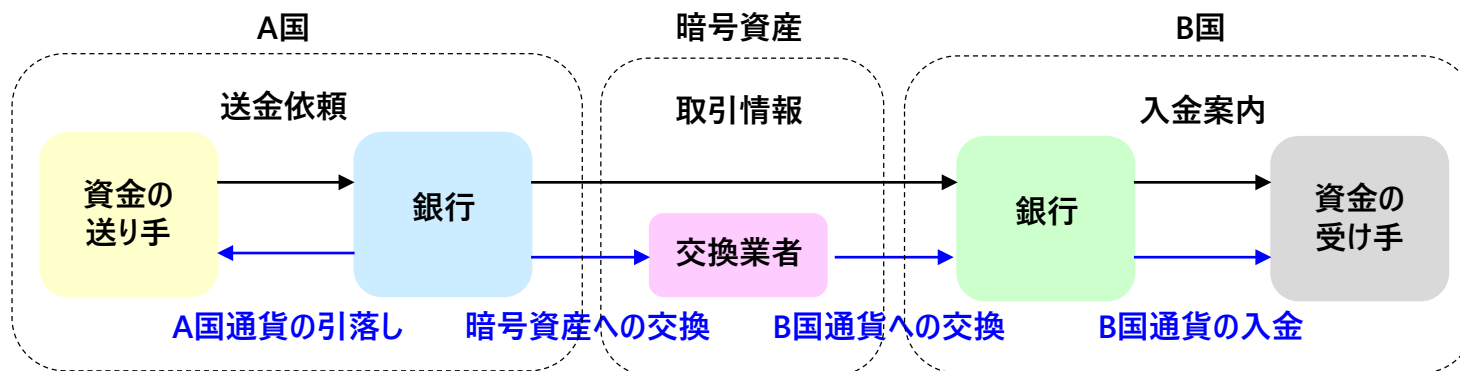 A国
暗号資産
B国
送金依頼
取引情報
入金案内
資金の
送り手
銀行
交換業者
銀行
資金の
受け手
A国通貨の引落し
暗号資産への交換
B国通貨への交換
B国通貨の入金